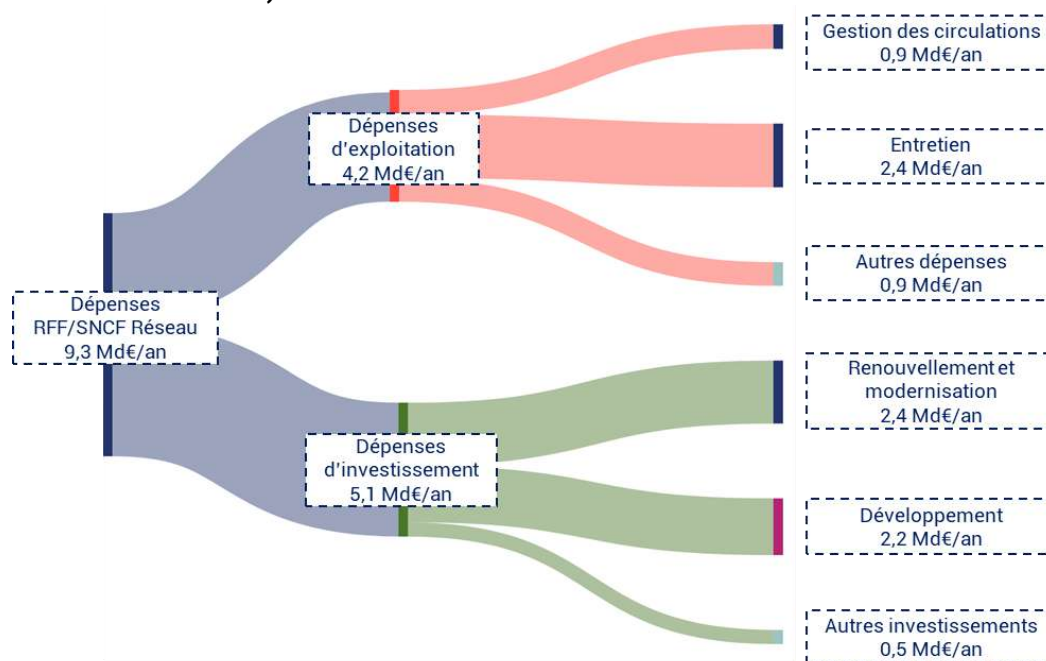 Gestion des circulations
0,9 Md€/an
Dépenses
d'exploitation
4,2 Md€/an
Entretien
2,4 Md€/an
Autres dépenses
0,9 Md€/an
Dépenses
RFF/SNCF Réseau
9,3 Md€/an
Renouvellement et
modernisation
2,4 Md€/an
Dépenses
d'investissement
5,1 Md€/an
Développement
2,2 Md€/an
Autres investissements
0,5 Md€/an